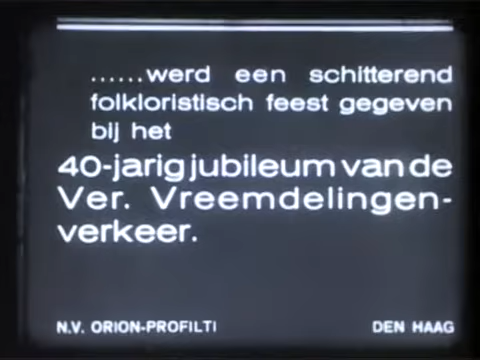 ......werd een schitterend
folkloristisch feest gegeven
bij het
40-jarig jubileum van de
Ver. Vreemdelingen-
verkeer.
N.V. ORION-PROFILTI DEN HAAG